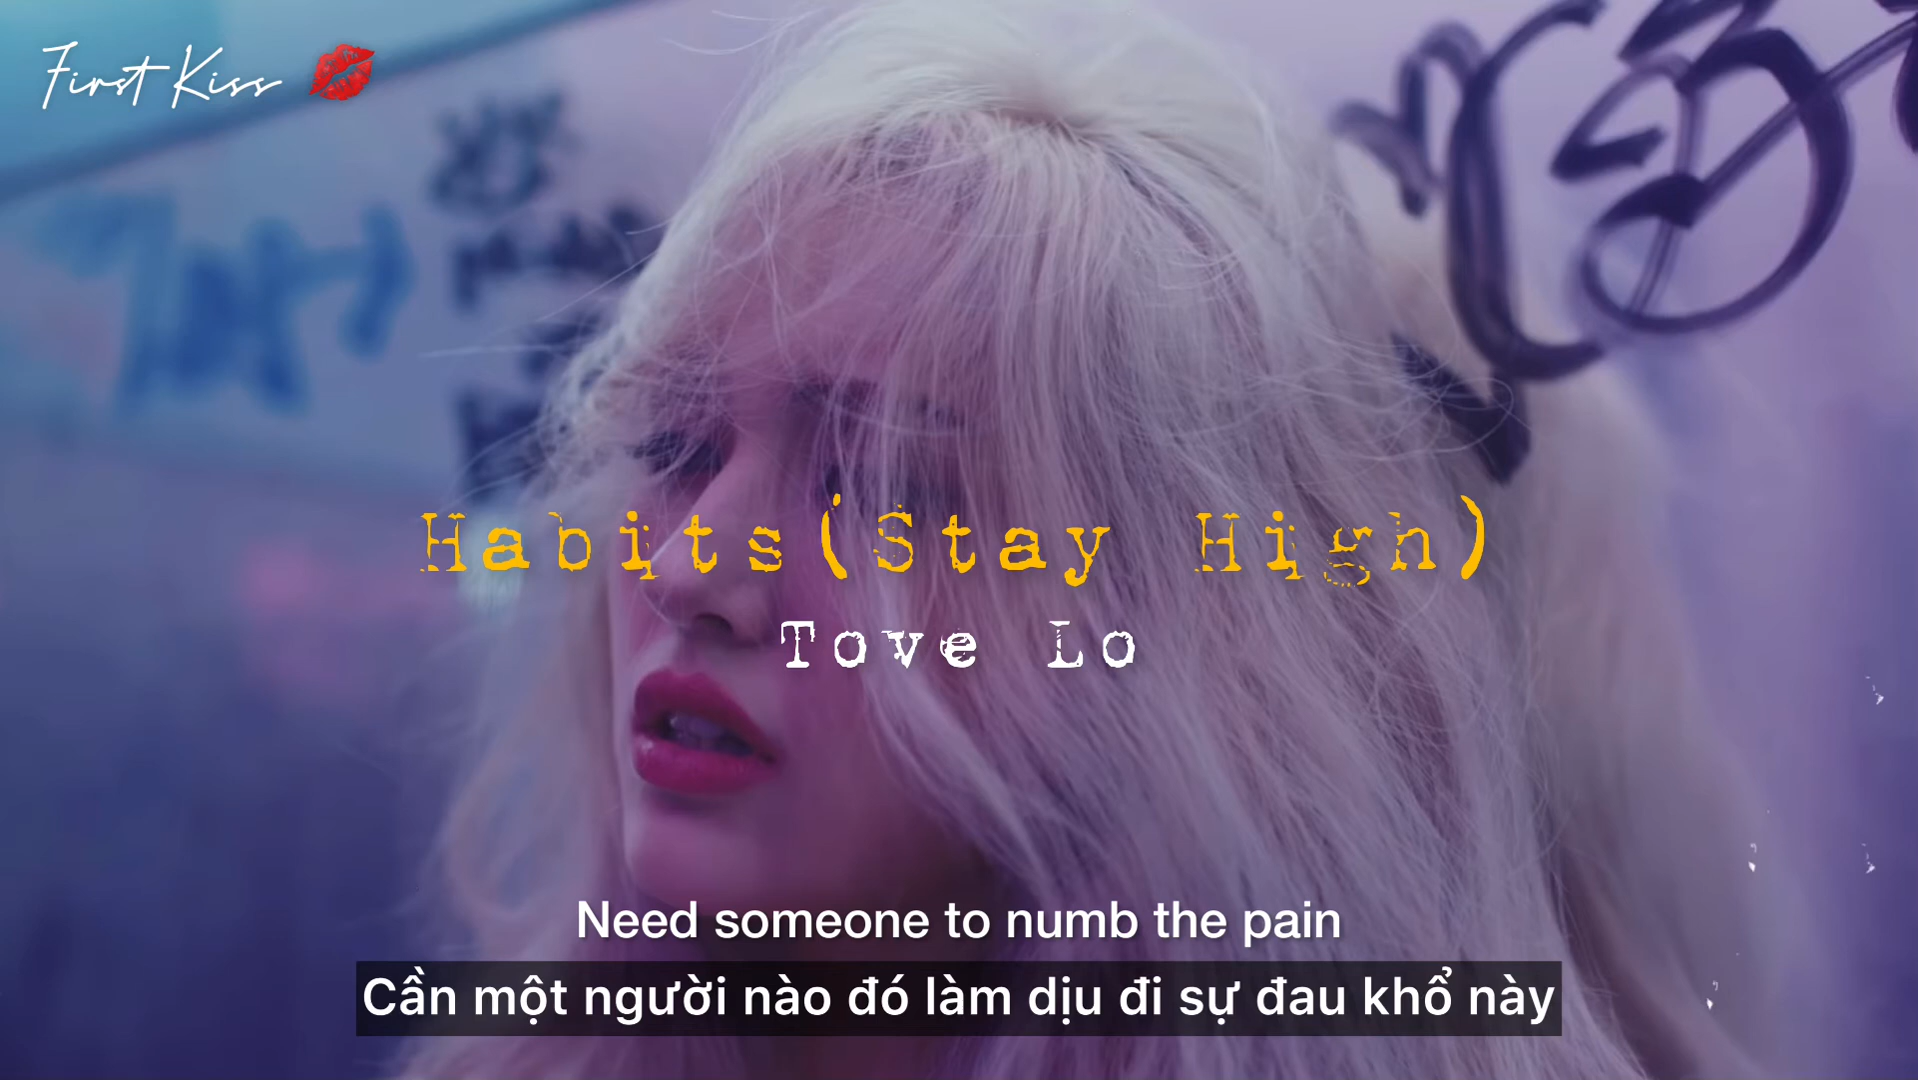 First Kiss
Habits(Stay High)
Tove Lo
Need someone to numb the pain
Cần một người nào đó làm dịu đi sự đau khổ này